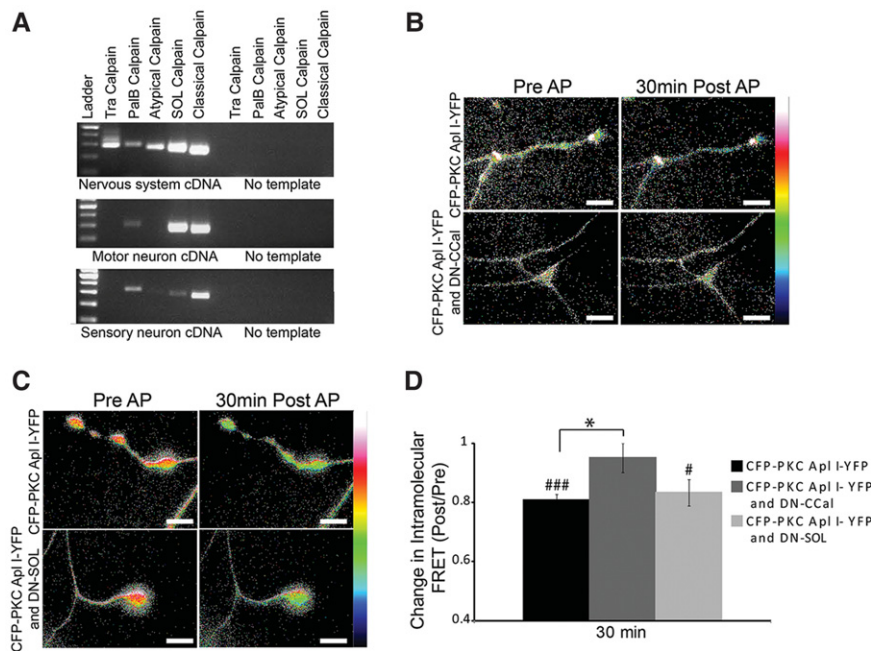 A
Ladder
Tra Calpain
PalB Calpain
Atypical Calpain
SOL Calpain
Classical Calpain
Tra Calpain
PalB Calpain
Atypical Calpain
SOL Calpain
Classical Calpain
Nervous system cDNA No template
Motor neuron cDNA No template
Sensory neuron cDNA No template
B
Pre AP 30min Post AP
CFP-PKC Apl I-YFP
CFP-PKC Apl I-YFP
and DN-CCal
C
Pre AP 30min Post AP
CFP-PKC Apl I-YFP
CFP-PKC Apl I-YFP
and DN-SOL
D
Change in Intramolecular
FRET (Post/Pre)
1
0.8
0.6
0.4
###
*
#
30 min
CFP-PKC Apl I-YFP
CFP-PKC Apl I- YFP
and DN-CCal
CFP-PKC Apl I- YFP
and DN-SOL